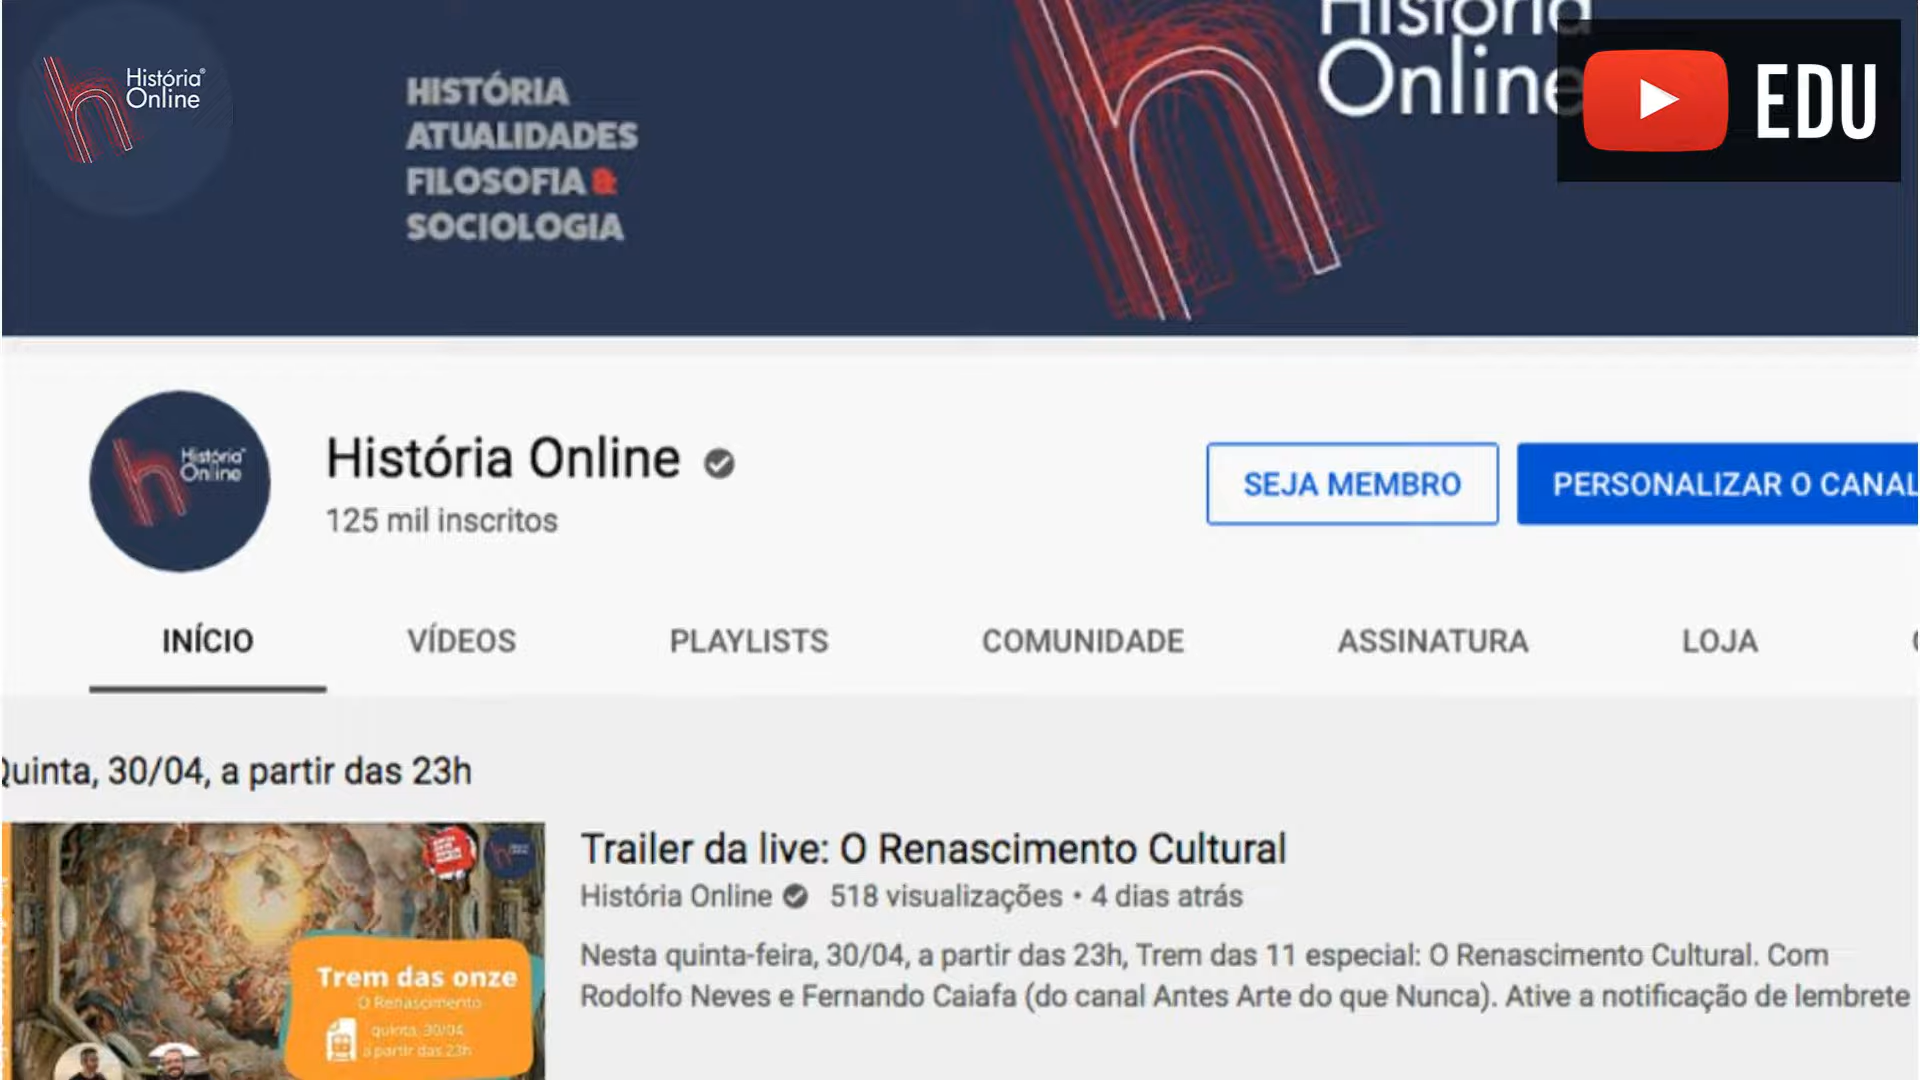 História
Online
HISTÓRIA
ATUALIDADES
FILOSOFIA &
SOCIOLOGIA
História
Online
EDU
História
Online
História Online
125 mil inscritos
SEJA MEMBRO
PERSONALIZAR O CANAL
INÍCIO
VÍDEOS
PLAYLISTS
COMUNIDADE
ASSINATURA
LOJA
Quinta, 30/04, a partir das 23h
Trailer da live: O Renascimento Cultural
História Online 518 visualizações • 4 dias atrás
Nesta quinta-feira, 30/04, a partir das 23h, Trem das 11 especial: O Renascimento Cultural. Com
Rodolfo Neves e Fernando Caiafa (do canal Antes Arte do que Nunca). Ative a notificação de lembrete
Trem das onze
O Renascimento
quinta, 30/04
a partir das 23h